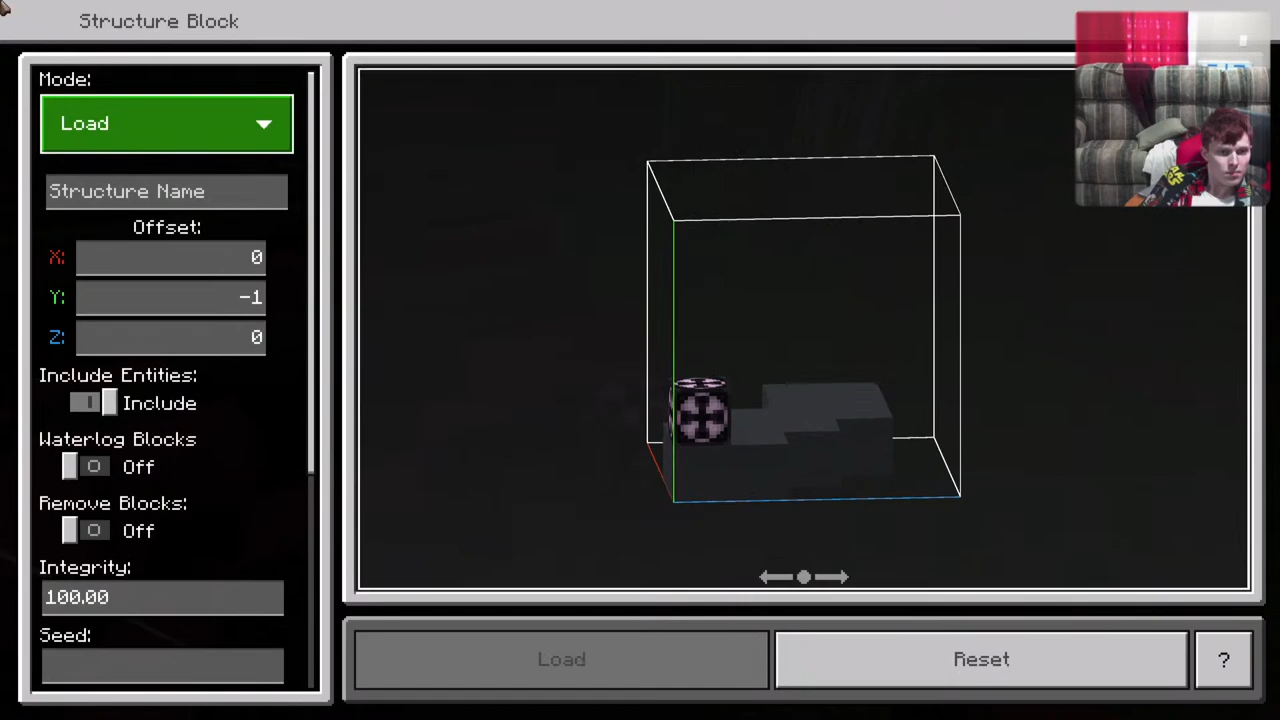 Structure Block
Mode:
Load
Structure Name
Offset:
X: 0
Y: -1
Z: 0
Include Entities:
Include
Waterlog Blocks
Off
Remove Blocks:
Off
Integrity:
100.00
Seed:
Load
Reset
?